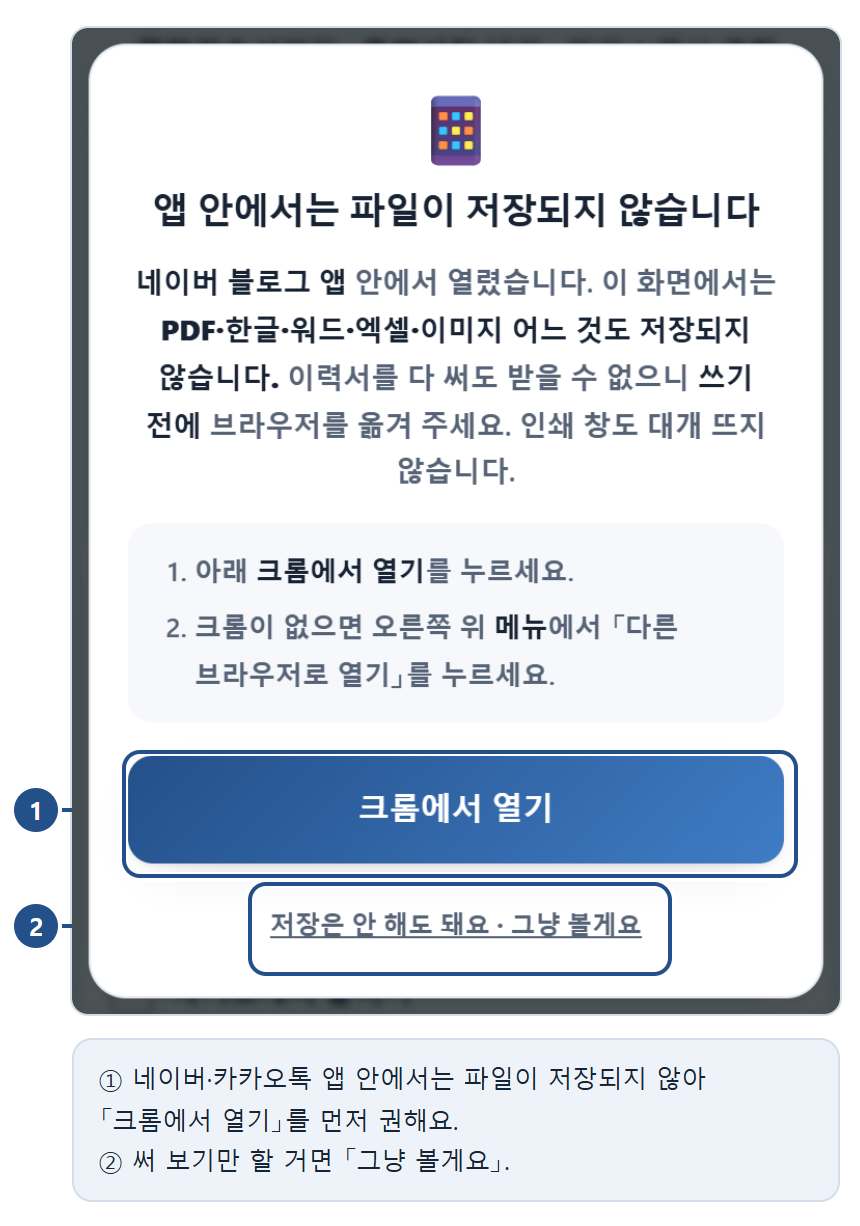 앱 안에서는 파일이 저장되지 않습니다
네이버 블로그 앱 안에서 열렸습니다. 이 화면에서는
PDF·한글·워드·엑셀·이미지 어느 것도 저장되지
않습니다. 이력서를 다 써도 받을 수 없으니 쓰기
전에 브라우저를 옮겨 주세요. 인쇄 창도 대개 뜨지
않습니다.
1. 아래 크롬에서 열기를 누르세요.
2. 크롬이 없으면 오른쪽 위 메뉴에서 「다른
브라우저로 열기」를 누르세요.
1
크롬에서 열기
2
저장은 안 해도 돼요 · 그냥 볼게요
① 네이버·카카오톡 앱 안에서는 파일이 저장되지 않아
「크롬에서 열기」를 먼저 권해요.
② 써 보기만 할 거면 「그냥 볼게요」.